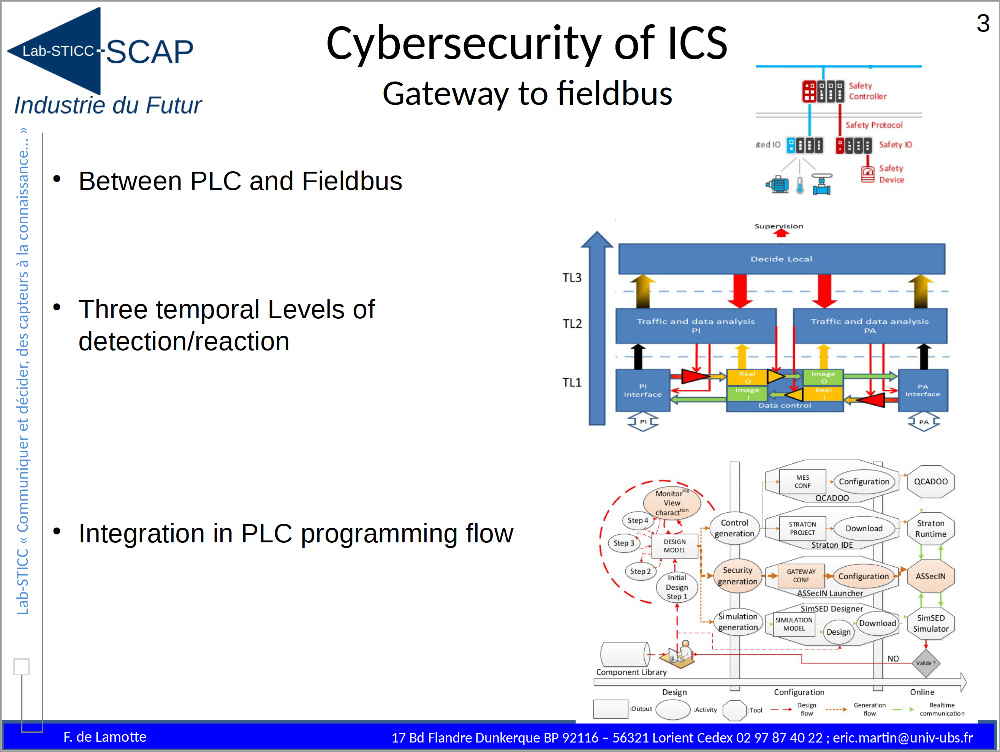 3
Lab-STICC-SCAP
Industrie du Futur
Cybersecurity of ICS
Gateway to fieldbus
Lab-STICC « Communiquer et décider, des capteurs à la connaissance... »
Safety
Controller
Safety Protocol
ted IO
Safety IO
Safety
Device
• Between PLC and Fieldbus
Supervision
Decide Local
TL3
TL2
Traffic and data analysis
PI
Traffic and data analysis
PA
TL1
PI
Interface
Real
O
Image
O
Image
I
Real
I
Data control
PA
Interface
PI
PA
• Three temporal Levels of
detection/reaction
• Integration in PLC programming flow
Monitoring
View
charaction
Step 4
Step 3
Step 2
DESIGN
MODEL
Initial
Design
Step 1
Control
generation
Security
generation
Simulation
generation
MES
CONF
Configuration
QCADOO
QCADOO
STRATON
PROJECT
Download
Straton IDE
Straton
Runtime
GATEWAY
CONF
Configuration
ASSecIN Launcher
ASSecIN
SimSED Designer
SIMULATION
MODEL
Design
Download
SimSED
Simulator
NO
Valide ?
Component Library
Design
Configuration
Online
:Output
:Activity
:Tool
Design
flow
Generation
flow
Realtime
communication
F. de Lamotte
17 Bd Flandre Dunkerque BP 92116 – 56321 Lorient Cedex 02 97 87 40 22 ; eric.martin@univ-ubs.fr